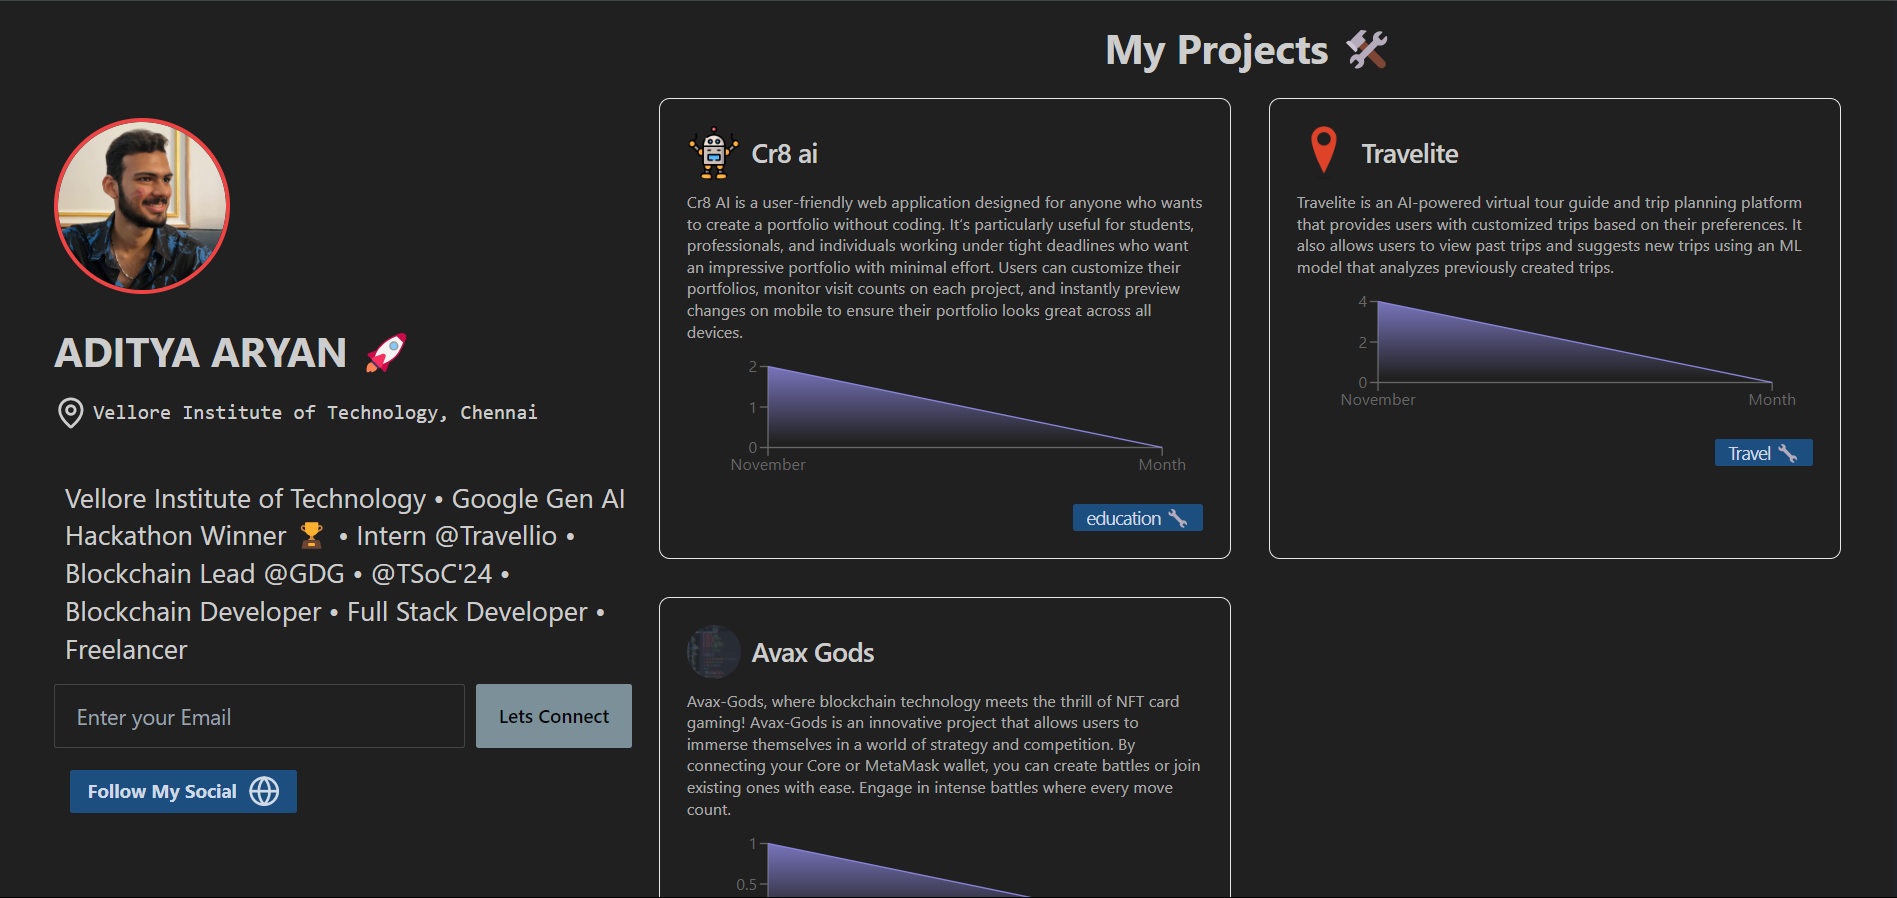 My Projects
ADITYA ARYAN
Vellore Institute of Technology, Chennai
Vellore Institute of Technology • Google Gen AI
Hackathon Winner 🏆 • Intern @Travellio •
Blockchain Lead @GDG • @TSoC'24 •
Blockchain Developer • Full Stack Developer •
Freelancer
Enter your Email
Lets Connect
Follow My Social
Cr8 ai
Cr8 AI is a user-friendly web application designed for anyone who wants
to create a portfolio without coding. It's particularly useful for students,
professionals, and individuals working under tight deadlines who want
an impressive portfolio with minimal effort. Users can customize their
portfolios, monitor visit counts on each project, and instantly preview
changes on mobile to ensure their portfolio looks great across all
devices.
2
1
0
November Month
education
Travelite
Travelite is an AI-powered virtual tour guide and trip planning platform
that provides users with customized trips based on their preferences. It
also allows users to view past trips and suggests new trips using an ML
model that analyzes previously created trips.
4
2
0
November Month
Travel
Avax Gods
Avax-Gods, where blockchain technology meets the thrill of NFT card
gaming! Avax-Gods is an innovative project that allows users to
immerse themselves in a world of strategy and competition. By
connecting your Core or MetaMask wallet, you can create battles or join
existing ones with ease. Engage in intense battles where every move
count.
1
0.5